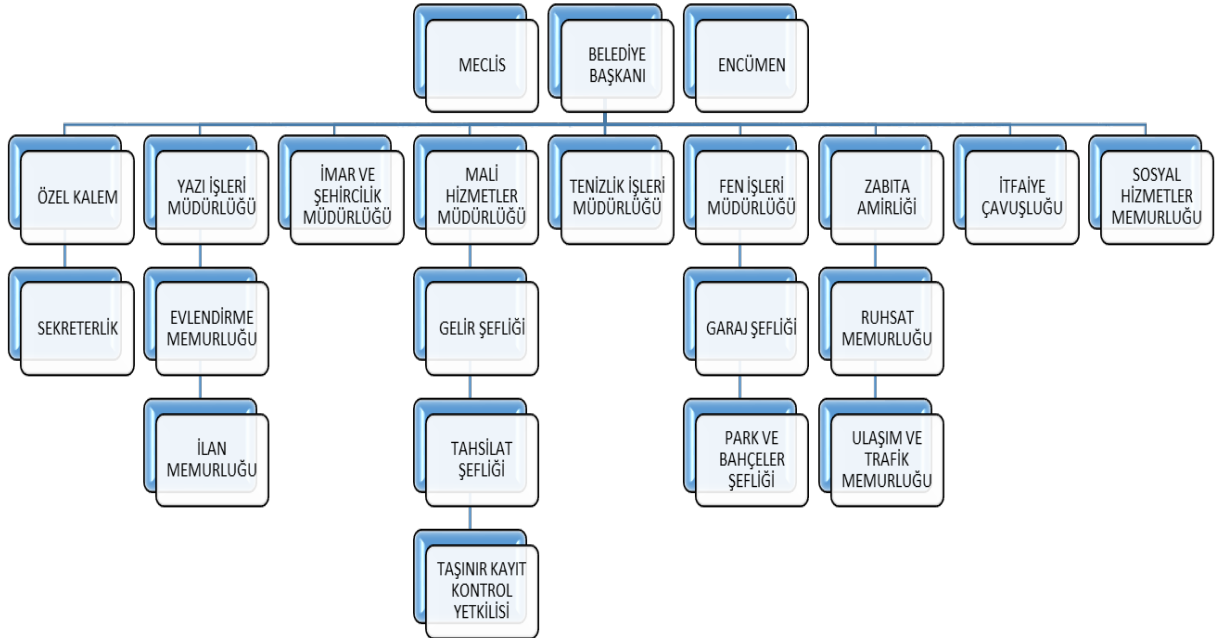 MECLİS
BELEDİYE
BAŞKANI
ENCÜMEN
ÖZEL KALEM
YAZI İŞLERİ
MÜDÜRLÜĞÜ
İMAR VE
ŞEHİRCİLİK
MÜDÜRLÜĞÜ
MALİ
HİZMETLER
MÜDÜRLÜĞÜ
TENİZLİK İŞLERİ
MÜDÜRLÜĞÜ
FEN İŞLERİ
MÜDÜRLÜĞÜ
ZABITA
AMİRLİĞİ
İTFAİYE
ÇAVUŞLUĞU
SOSYAL
HİZMETLER
MEMURLUĞU
SEKRETERLİK
EVLENDİRME
MEMURLUĞU
GELİR ŞEFLİĞİ
GARAJ ŞEFLİĞİ
RUHSAT
MEMURLUĞU
İLAN
MEMURLUĞU
TAHSİLAT
ŞEFLİĞİ
PARK VE
BAHÇELER
ŞEFLİĞİ
ULAŞIM VE
TRAFİK
MEMURLUĞU
TAŞINIR KAYIT
KONTROL
YETKİLİSİ